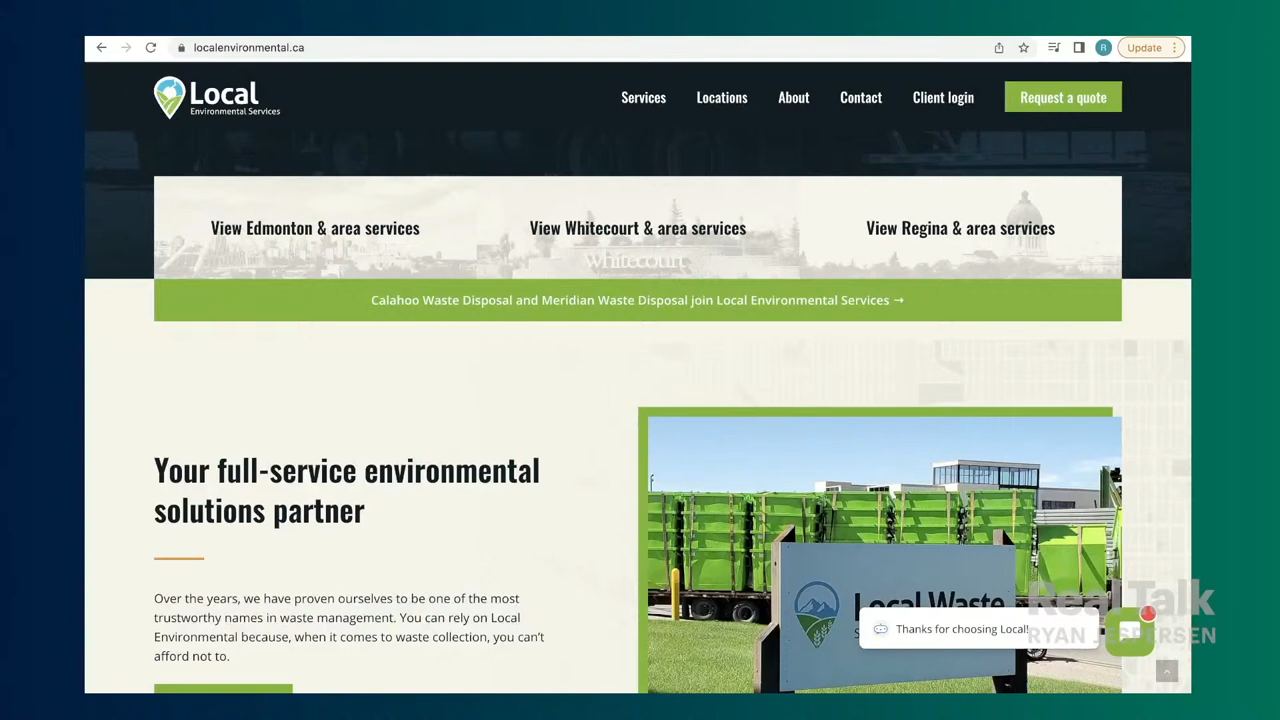 localenvironmental.ca
R
Update
Local
Environmental Services
Services
Locations
About
Contact
Client login
Request a quote
View Edmonton & area services
View Whitecourt & area services
View Regina & area services
Whitecourt
Calahoo Waste Disposal and Meridian Waste Disposal join Local Environmental Services →
Your full-service environmental
solutions partner
Over the years, we have proven ourselves to be one of the most
trustworthy names in waste management. You can rely on Local
Environmental because, when it comes to waste collection, you can't
afford not to.
Local Waste
Thanks for choosing Local!
Real Talk
RYAN JESPERSEN